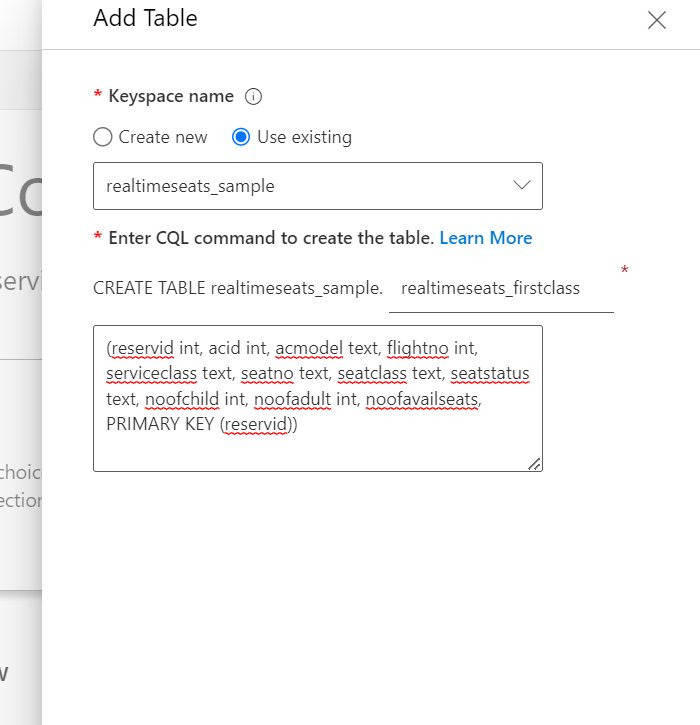 Add Table
* Keyspace name
Create new Use existing
realtimeseats_sample
* Enter CQL command to create the table. Learn More
CREATE TABLE realtimeseats_sample. realtimeseats_firstclass *
(reservid int, acid int, acmodel text, flightno int,
serviceclass text, seatno text, seatclass text, seatstatus
text, noofchild int, noofadult int, noofavailseats,
PRIMARY KEY (reservid))